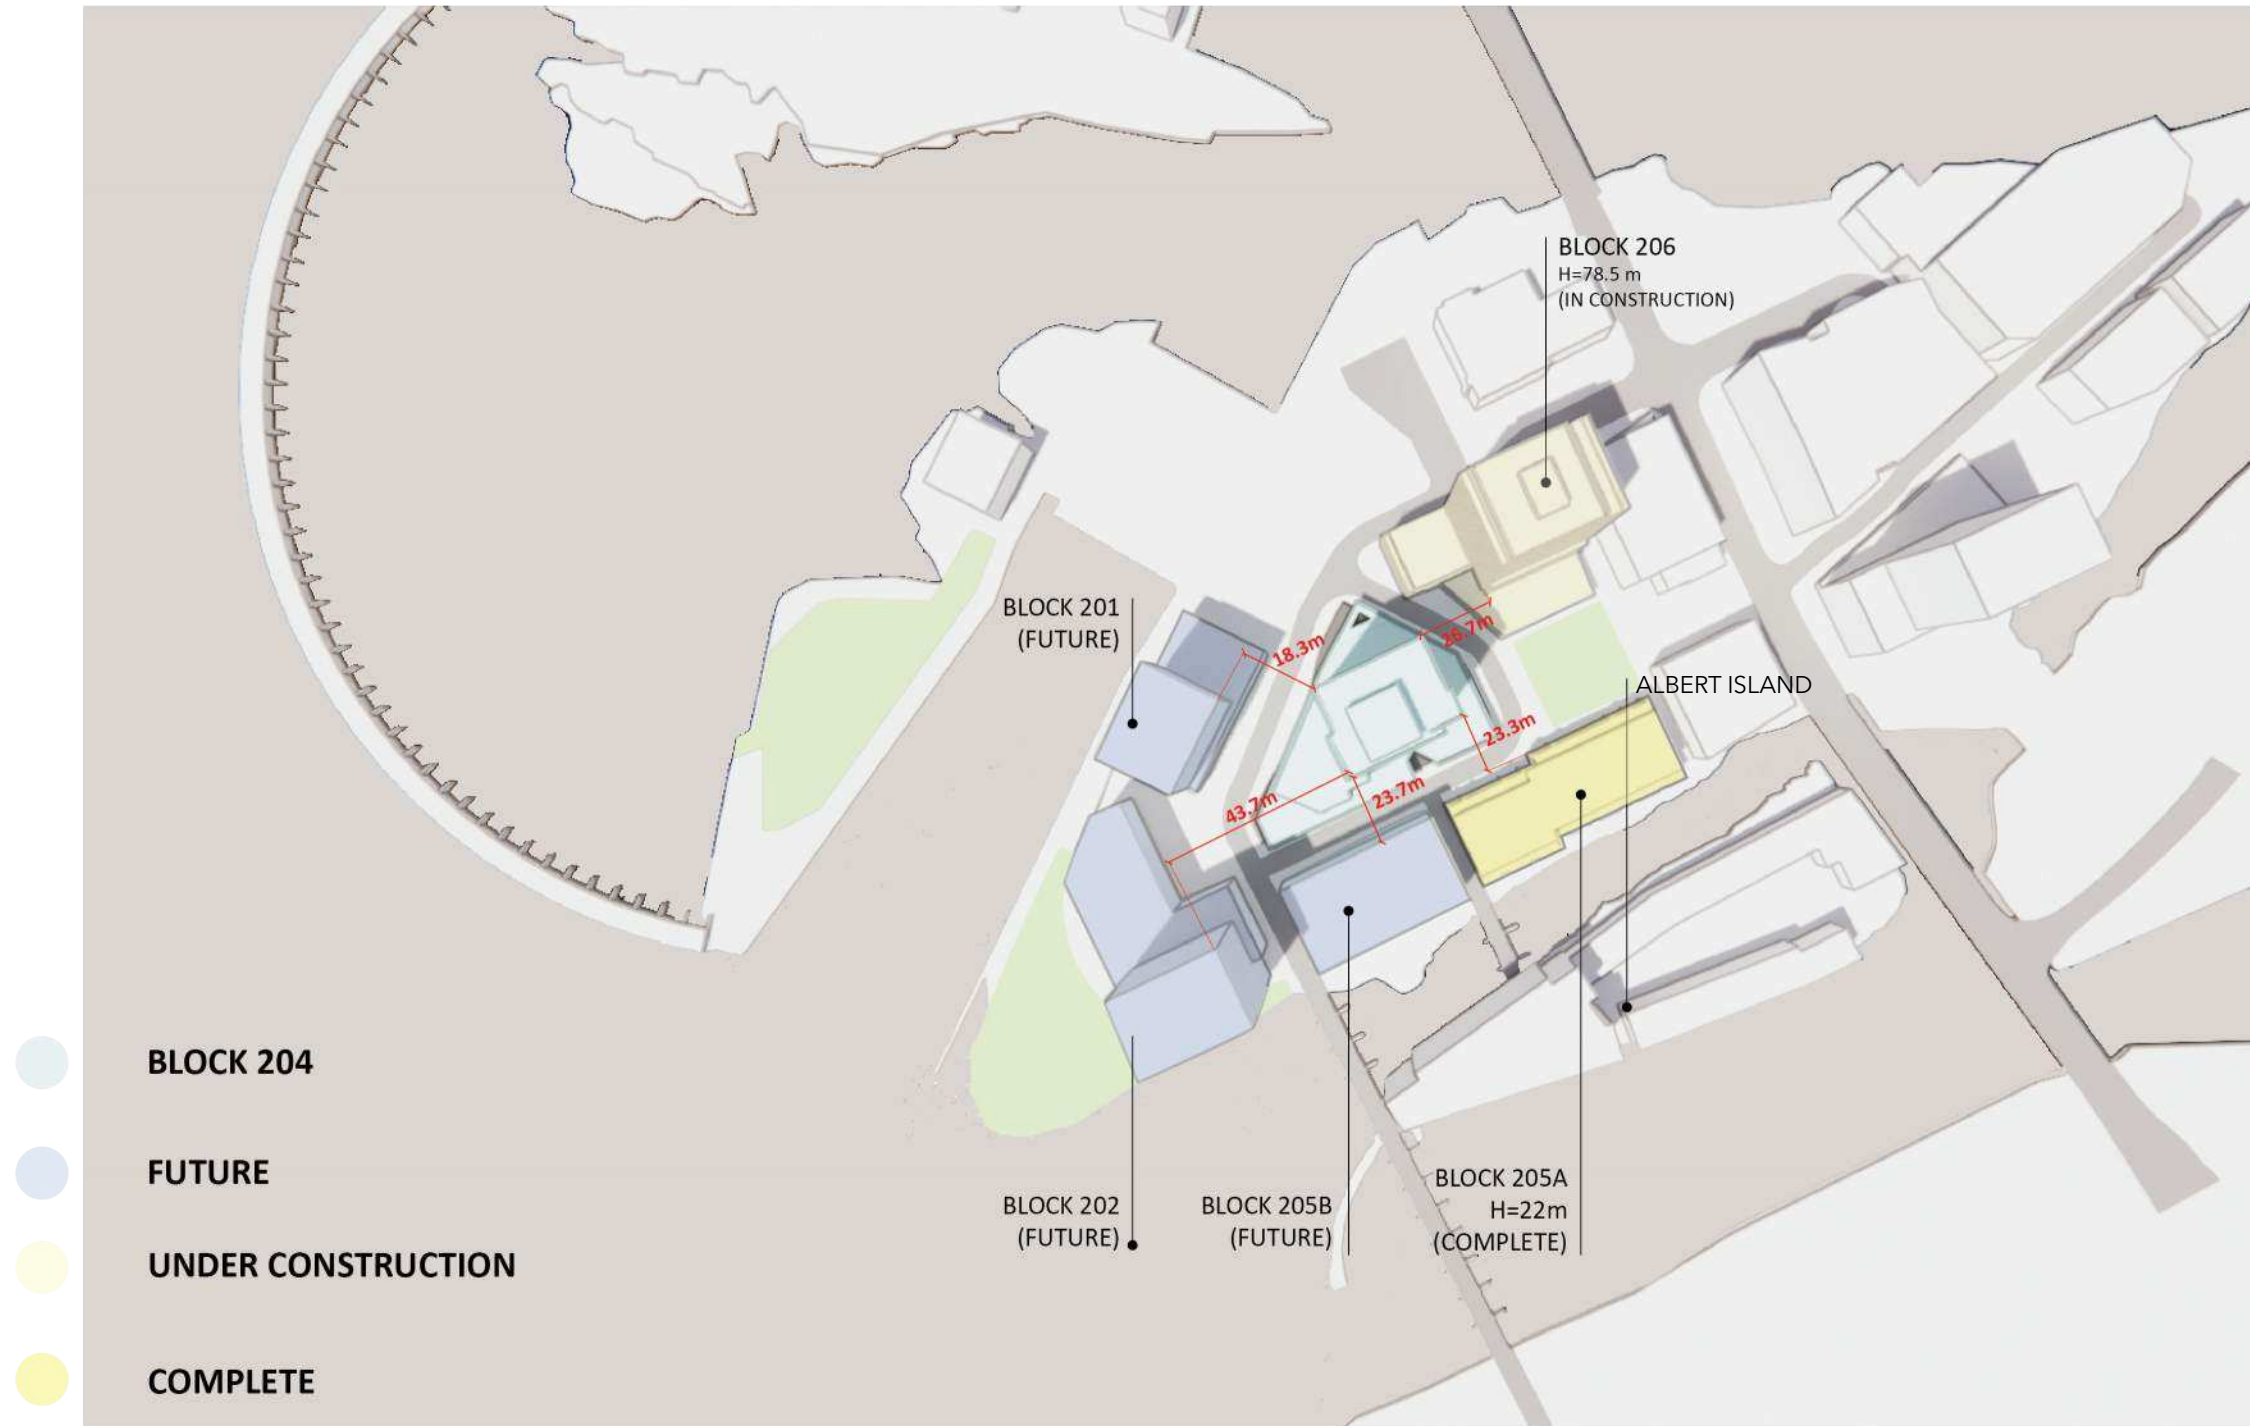 BLOCK 206
H=78.5 m
(IN CONSTRUCTION)
BLOCK 201
(FUTURE)
18.3m
26.7m
ALBERT ISLAND
23.3m
43.7m
23.7m
BLOCK 204
FUTURE
UNDER CONSTRUCTION
COMPLETE
BLOCK 202
(FUTURE)
BLOCK 205B
(FUTURE)
BLOCK 205A
H=22m
(COMPLETE)